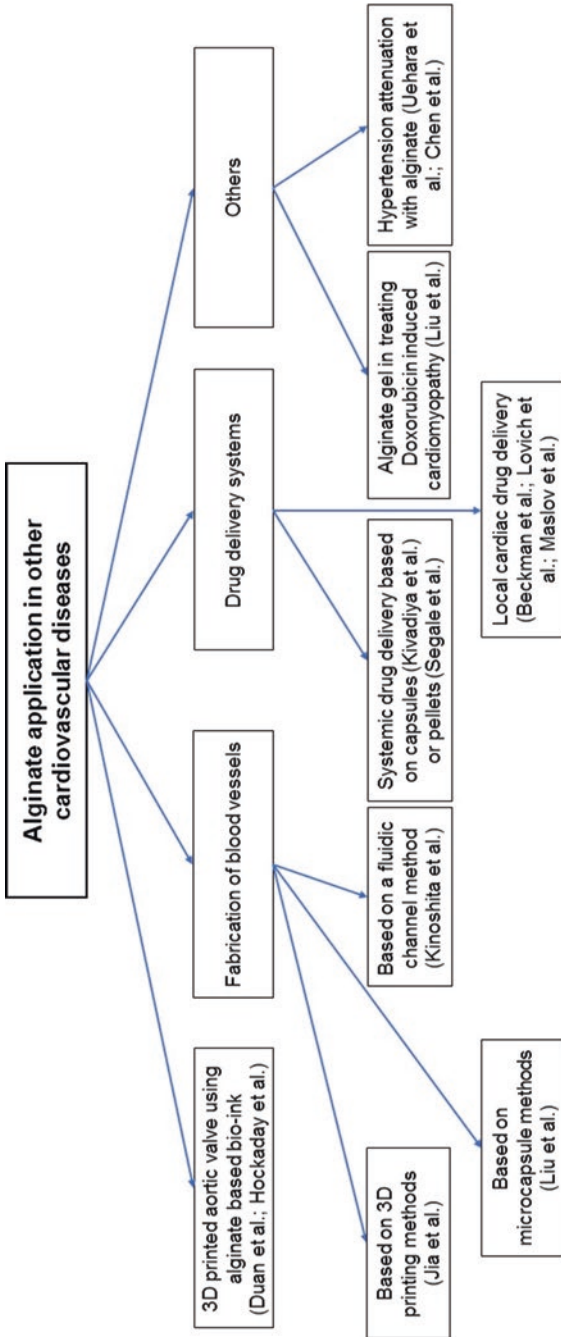 Alginate application in other
cardiovascular diseases
3D printed aortic valve using
alginate based bio-ink
(Duan et al.; Hockaday et al.)
Fabrication of blood vessels
Drug delivery systems
Others
Based on 3D
printing methods
(Jia et al.)
Based on
microcapsule methods
(Liu et al.)
Based on a fluidic
channel method
(Kinoshita et al.)
Systemic drug delivery based
on capsules (Kivadiya et al.)
or pellets (Segale et al.)
Local cardiac drug delivery
(Beckman et al.; Lovich et
al.; Maslov et al.)
Alginate gel in treating
Doxorubicin induced
cardiomyopathy (Liu et al.)
Hypertension attenuation
with alginate (Uehara et
al.; Chen et al.)